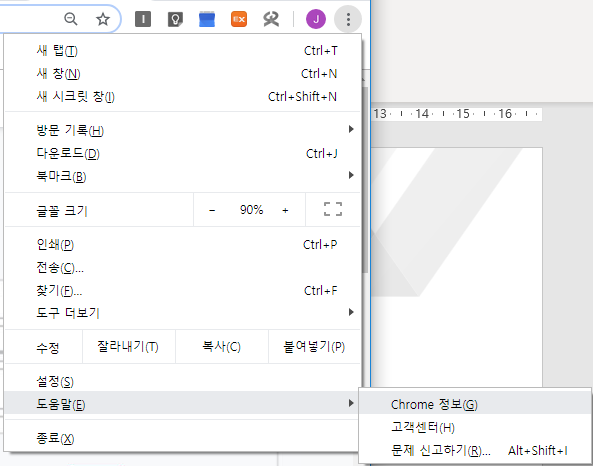 I EX J
새 탭(T) Ctrl+T
새 창(N) Ctrl+N
새 시크릿 창(I) Ctrl+Shift+N
방문 기록(H)
다운로드(D) Ctrl+J
북마크(B)
글꼴 크기 − 90% +
인쇄(P) Ctrl+P
전송(C)...
찾기(F)... Ctrl+F
도구 더보기
수정 잘라내기(T) 복사(C) 붙여넣기(P)
설정(S)
도움말(E)
종료(X)
13 14 15 16
Chrome 정보(G)
고객센터(H)
문제 신고하기(R)... Alt+Shift+I